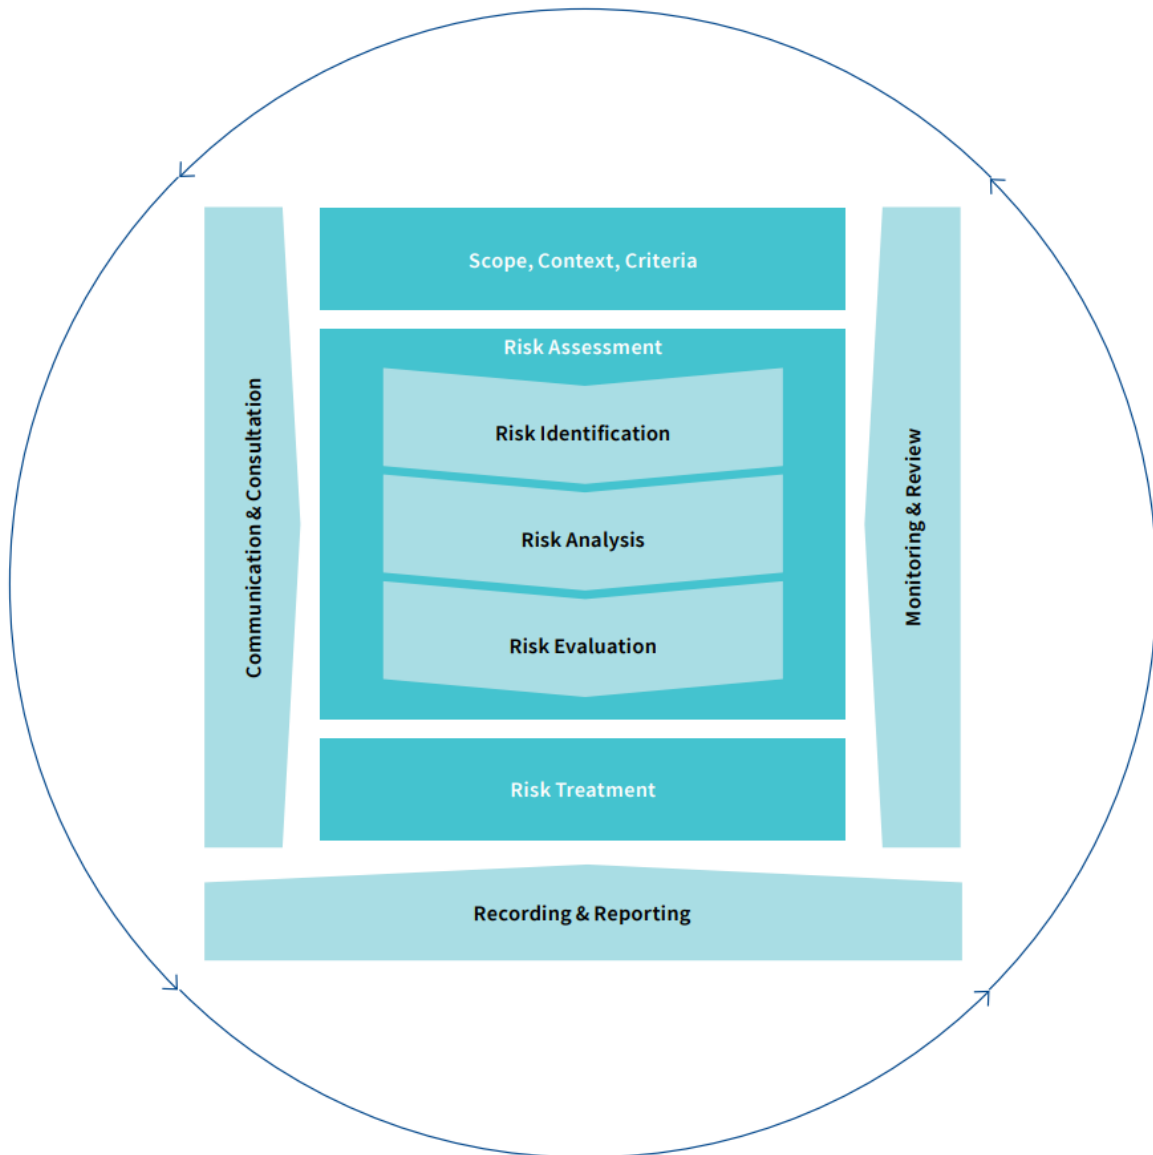 Scope, Context, Criteria
Risk Assessment
Risk Identification
Risk Analysis
Risk Evaluation
Risk Treatment
Communication & Consultation
Monitoring & Review
Recording & Reporting